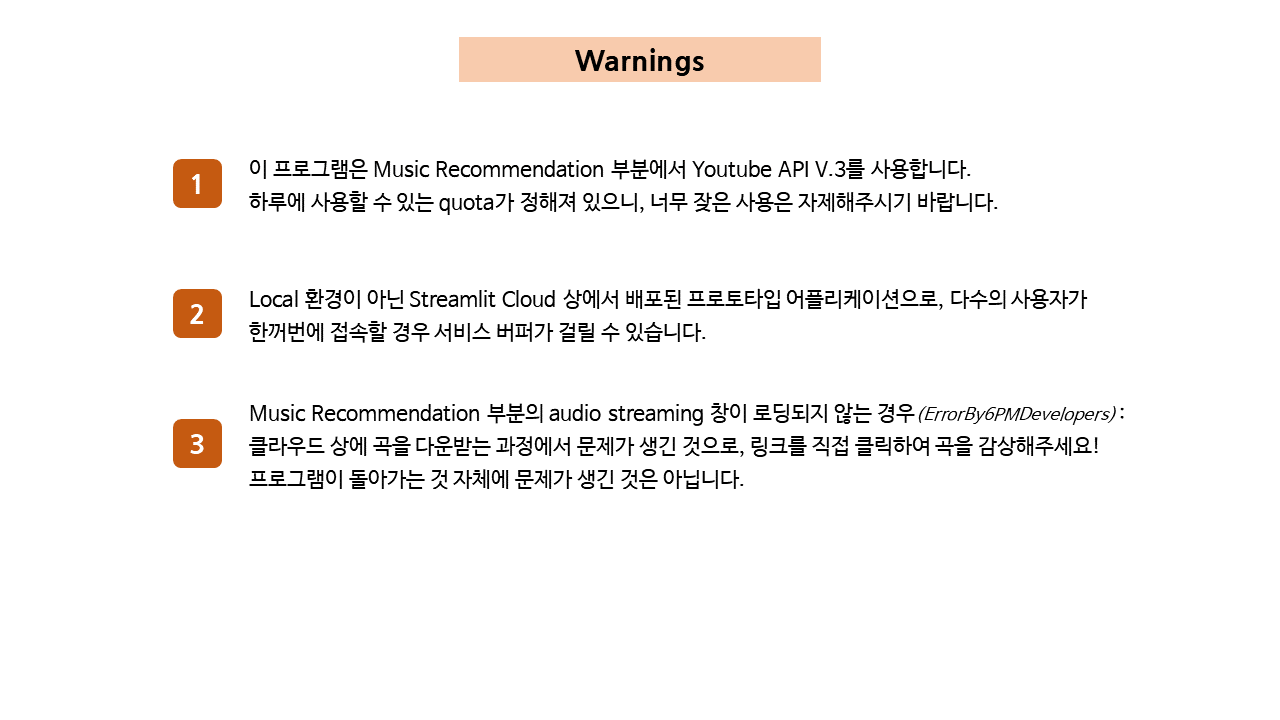 Warnings
1
이 프로그램은 Music Recommendation 부분에서 Youtube API V.3를 사용합니다.
하루에 사용할 수 있는 quota가 정해져 있으니, 너무 잦은 사용은 자제해주시기 바랍니다.
2
Local 환경이 아닌 Streamlit Cloud 상에서 배포된 프로토타입 어플리케이션으로, 다수의 사용자가
한꺼번에 접속할 경우 서비스 버퍼가 걸릴 수 있습니다.
3
Music Recommendation 부분의 audio streaming 창이 로딩되지 않는 경우 (ErrorBy6PMDevelopers) :
클라우드 상에 곡을 다운받는 과정에서 문제가 생긴 것으로, 링크를 직접 클릭하여 곡을 감상해주세요!
프로그램이 돌아가는 것 자체에 문제가 생긴 것은 아닙니다.